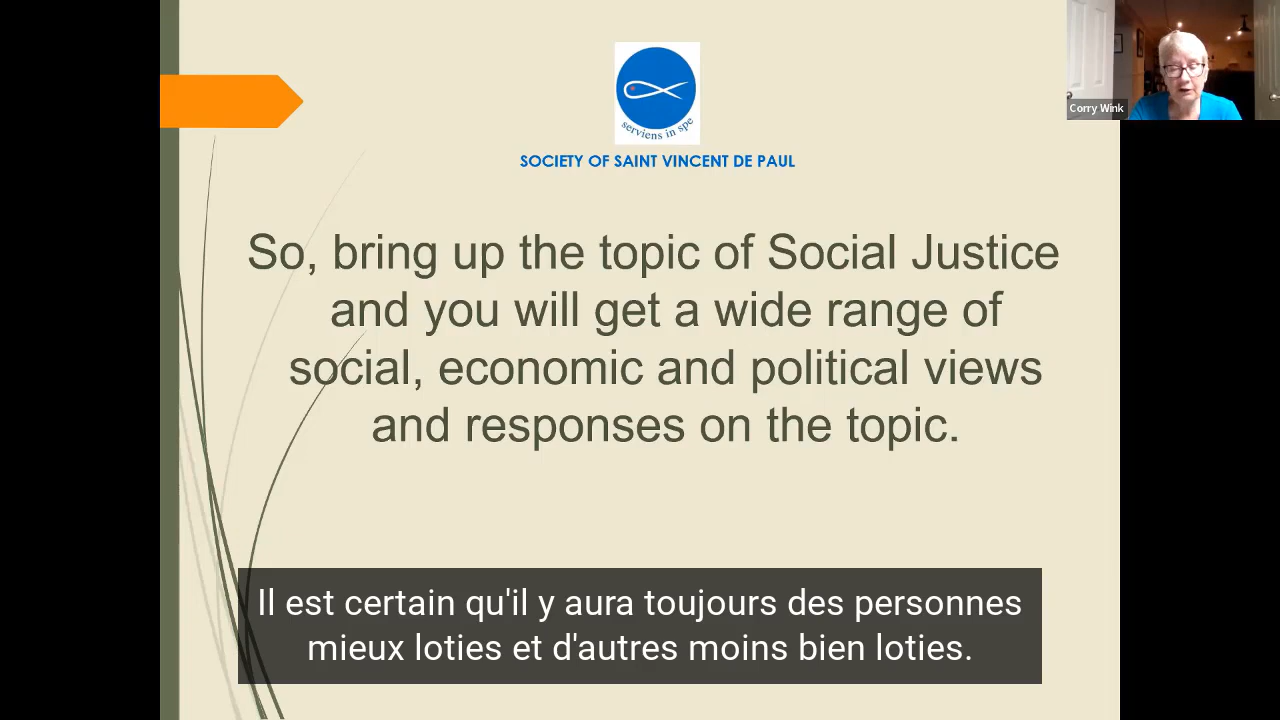 serviens in spe
SOCIETY OF SAINT VINCENT DE PAUL
Corry Wink
So, bring up the topic of Social Justice
and you will get a wide range of
social, economic and political views
and responses on the topic.
Il est certain qu'il y aura toujours des personnes
mieux loties et d'autres moins bien loties.